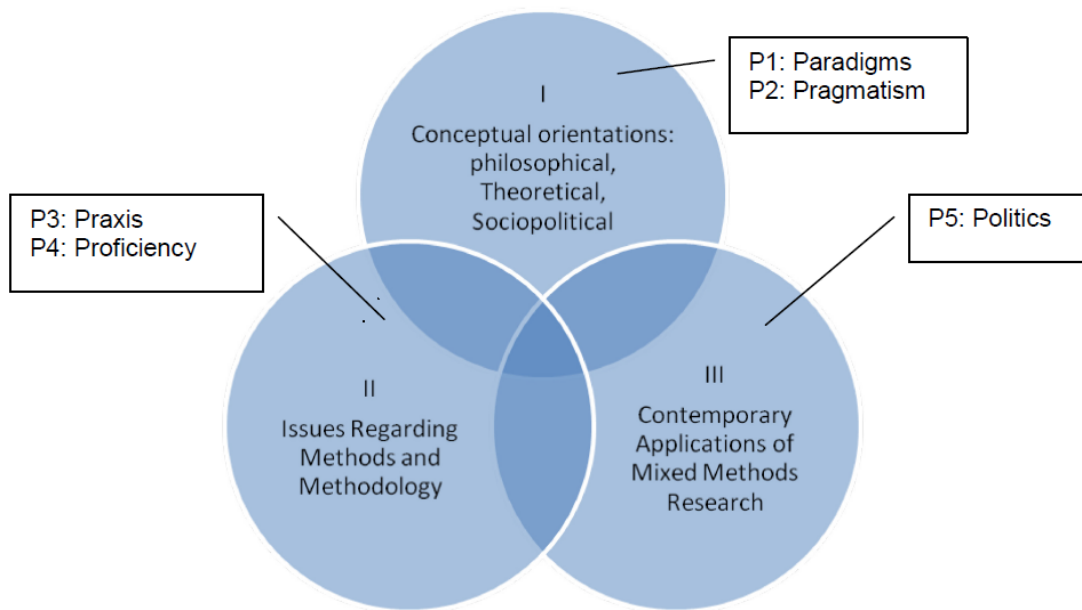 P1: Paradigms
P2: Pragmatism
I
Conceptual orientations:
philosophical,
Theoretical,
Sociopolitical
P3: Praxis
P4: Proficiency
P5: Politics
II
Issues Regarding
Methods and
Methodology
III
Contemporary
Applications of
Mixed Methods
Research